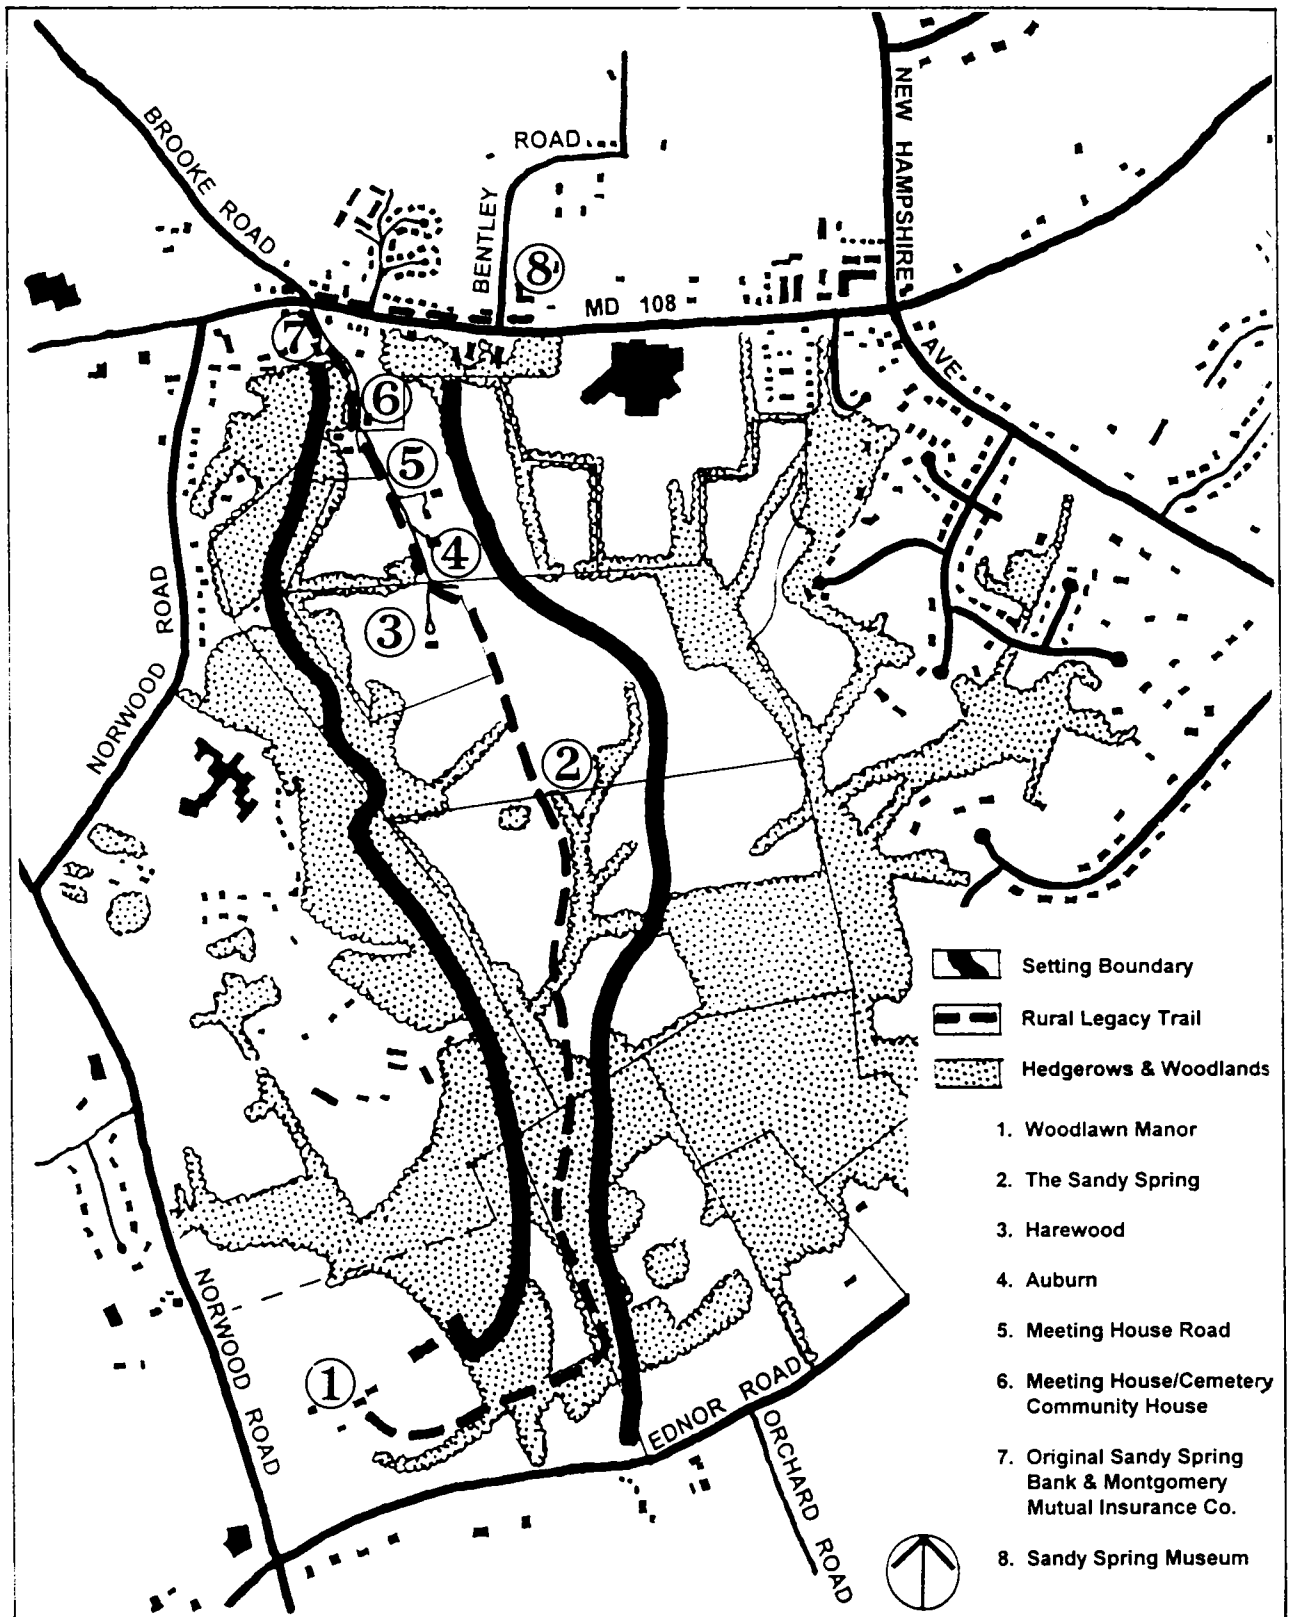 BROOKE ROAD
BENTLEY
ROAD
NEW HAMPSHIRE
AVE
MD 108
8
7
6
5
4
3
2
1
NORWOOD
ROAD
NORWOOD ROAD
EDNOR ROAD
ORCHARD ROAD
Setting Boundary
Rural Legacy Trail
Hedgerows & Woodlands
1. Woodlawn Manor
2. The Sandy Spring
3. Harewood
4. Auburn
5. Meeting House Road
6. Meeting House/Cemetery
Community House
7. Original Sandy Spring
Bank & Montgomery
Mutual Insurance Co.
8. Sandy Spring Museum